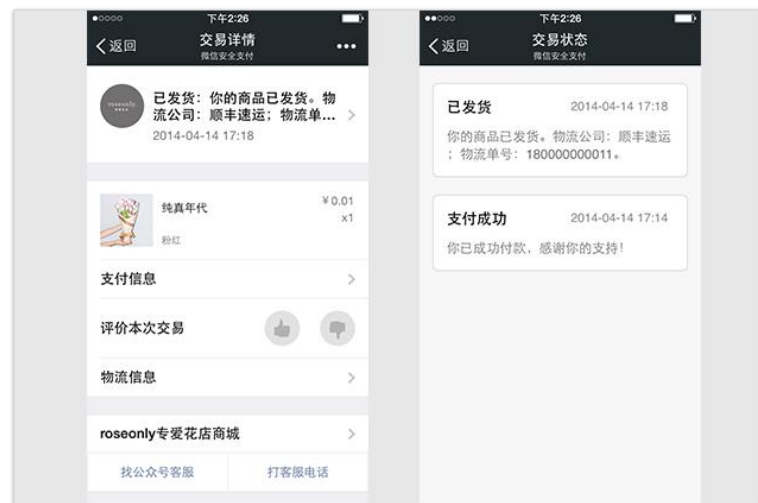 下午2:26
返回
交易详情
微信安全支付
roseonly
已发货：你的商品已发货。物
流公司：顺丰速运；物流单...
2014-04-14 17:18
纯真年代
¥0.01
x1
粉红
支付信息
评价本次交易
物流信息
roseonly专爱花店商城
找公众号客服
打客服电话
下午2:26
返回
交易状态
微信安全支付
已发货
2014-04-14 17:18
你的商品已发货。物流公司：顺丰速运
；物流单号：180000000011。
支付成功
2014-04-14 17:14
你已成功付款，感谢你的支持！